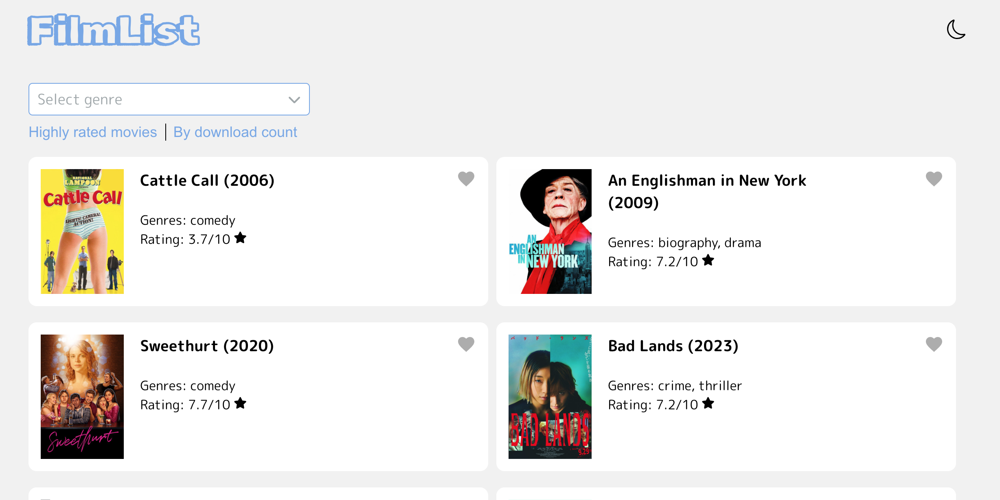 FilmList
Select genre
Highly rated movies
By download count
NATIONAL
LAMPOON
PRESENTS
Cattle Call
LIGHTS! CAMERA!
ACTION!
Cattle Call (2006)
Genres: comedy
Rating: 3.7/10
AN
ENGLISHMAN
IN NEW YORK
An Englishman in New York
(2009)
Genres: biography, drama
Rating: 7.2/10
Sweethurt
Sweethurt (2020)
Genres: comedy
Rating: 7.7/10
バッド・ランズ
BAD LANDS
9.29
Bad Lands (2023)
Genres: crime, thriller
Rating: 7.2/10